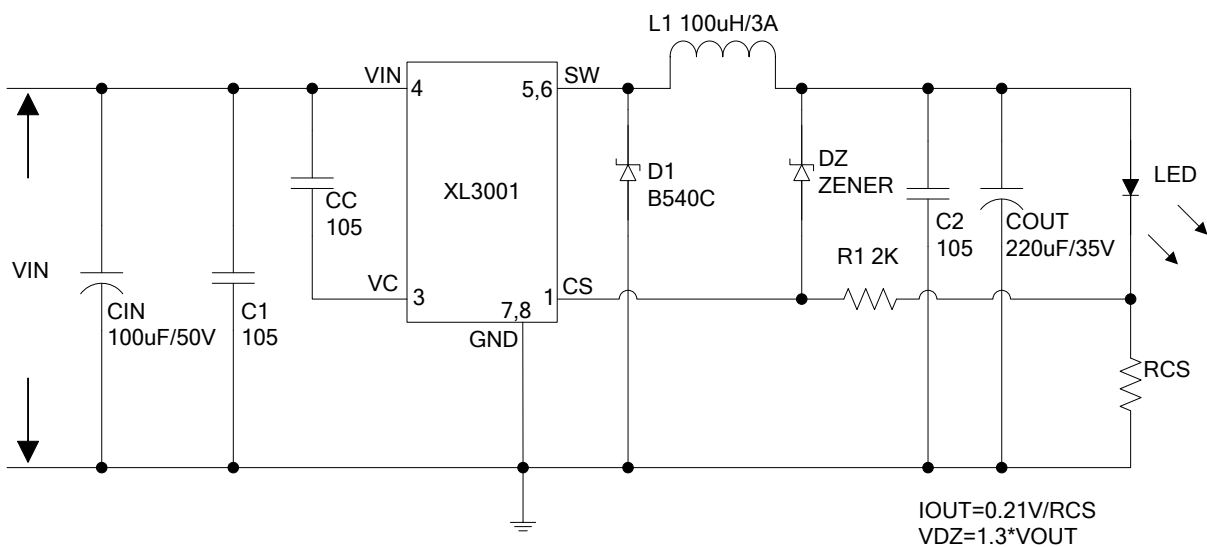 L1 100uH/3A
VIN
4
5,6
SW
XL3001
CC
105
D1
B540C
DZ
ZENER
LED
C2
105
COUT
220uF/35V
R1 2K
VIN
VC
3
1
CS
7,8
GND
CIN
100uF/50V
C1
105
RCS
IOUT=0.21V/RCS
VDZ=1.3*VOUT